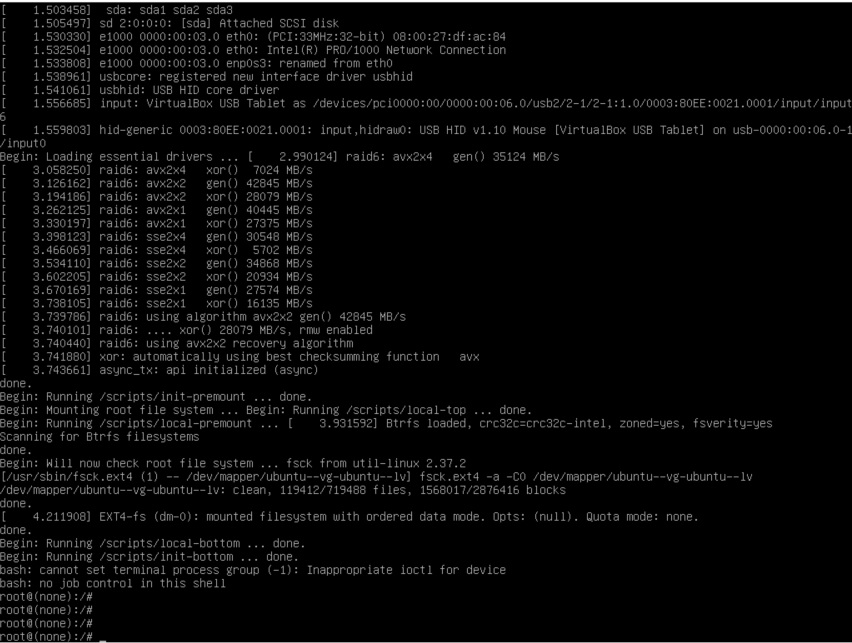 [    1.503458]  sda: sda1 sda2 sda3
[    1.505497] sd 2:0:0:0: [sda] Attached SCSI disk
[    1.530330] e1000 0000:00:03.0 eth0: (PCI:33MHz:32-bit) 08:00:27:df:ac:84
[    1.532504] e1000 0000:00:03.0 eth0: Intel(R) PRO/1000 Network Connection
[    1.533808] e1000 0000:00:03.0 enp0s3: renamed from eth0
[    1.538961] usbcore: registered new interface driver usbhid
[    1.541061] usbhid: USB HID core driver
[    1.556685] input: VirtualBox USB Tablet as /devices/pci0000:00/0000:00:06.0/usb2/2-1/2-1:1.0/0003:80EE:0021.0001/input/input
6
[    1.559803] hid-generic 0003:80EE:0021.0001: input,hidraw0: USB HID v1.10 Mouse [VirtualBox USB Tablet] on usb-0000:00:06.0-1
/input0
Begin: Loading essential drivers ... [    2.990124] raid6: avx2x4   gen() 35124 MB/s
[    3.058250] raid6: avx2x4   xor()  7024 MB/s
[    3.126162] raid6: avx2x2   gen() 42845 MB/s
[    3.194186] raid6: avx2x2   xor() 28079 MB/s
[    3.262125] raid6: avx2x1   gen() 40445 MB/s
[    3.330197] raid6: avx2x1   xor() 27375 MB/s
[    3.398123] raid6: sse2x4   gen() 30548 MB/s
[    3.466069] raid6: sse2x4   xor()  5702 MB/s
[    3.534110] raid6: sse2x2   gen() 34868 MB/s
[    3.602205] raid6: sse2x2   xor() 20934 MB/s
[    3.670169] raid6: sse2x1   gen() 27574 MB/s
[    3.738105] raid6: sse2x1   xor() 16135 MB/s
[    3.739786] raid6: using algorithm avx2x2 gen() 42845 MB/s
[    3.740101] raid6: .... xor() 28079 MB/s, rmw enabled
[    3.740440] raid6: using avx2x2 recovery algorithm
[    3.741880] xor: automatically using best checksumming function   avx
[    3.743661] async_tx: api initialized (async)
done.
Begin: Running /scripts/init-premount ... done.
Begin: Mounting root file system ... Begin: Running /scripts/local-top ... done.
Begin: Running /scripts/local-premount ... [    3.931592] Btrfs loaded, crc32c=crc32c-intel, zoned=yes, fsverity=yes
Scanning for Btrfs filesystems
done.
Begin: Will now check root file system ... fsck from util-linux 2.37.2
[/usr/sbin/fsck.ext4 (1) -- /dev/mapper/ubuntu--vg-ubuntu--lv] fsck.ext4 -a -C0 /dev/mapper/ubuntu--vg-ubuntu--lv
/dev/mapper/ubuntu--vg-ubuntu--lv: clean, 119412/719488 files, 1568017/2876416 blocks
done.
[    4.211908] EXT4-fs (dm-0): mounted filesystem with ordered data mode. Opts: (null). Quota mode: none.
done.
Begin: Running /scripts/local-bottom ... done.
Begin: Running /scripts/init-bottom ... done.
bash: cannot set terminal process group (-1): Inappropriate ioctl for device
bash: no job control in this shell
root@(none):/#
root@(none):/#
root@(none):/#
root@(none):/# _